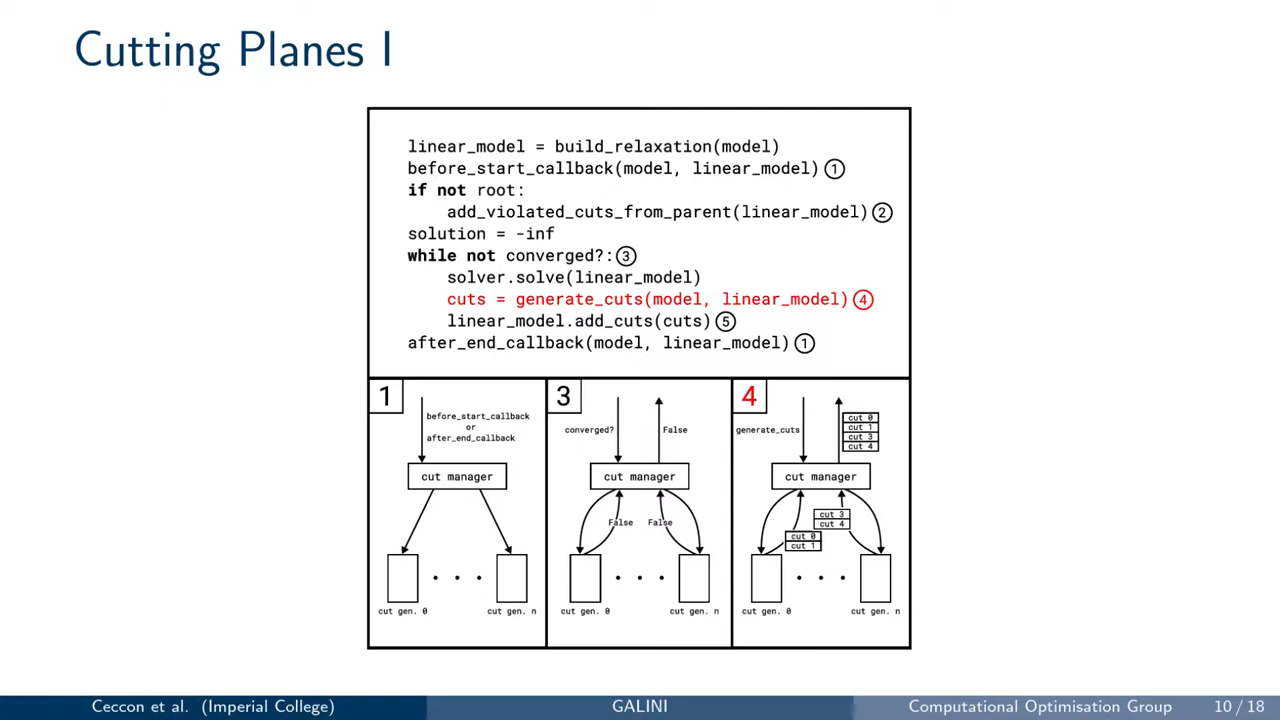 Cutting Planes I
linear_model = build_relaxation(model)
before_start_callback(model, linear_model) 1
if not root:
add_violated_cuts_from_parent(linear_model) 2
solution = -inf
while not converged?: 3
solver.solve(linear_model)
cuts = generate_cuts(model, linear_model) 4
linear_model.add_cuts(cuts) 5
after_end_callback(model, linear_model) 1
1
before_start_callback
or
after_end_callback
cut manager
cut gen. 0
cut gen. n
3
converged?
False
cut manager
False
False
cut gen. 0
cut gen. n
4
generate_cuts
cut 0
cut 1
cut 3
cut 4
cut manager
cut 3
cut 4
cut 0
cut 1
cut gen. 0
cut gen. n
Ceccon et al. (Imperial College)
GALINI
Computational Optimisation Group
10 / 18